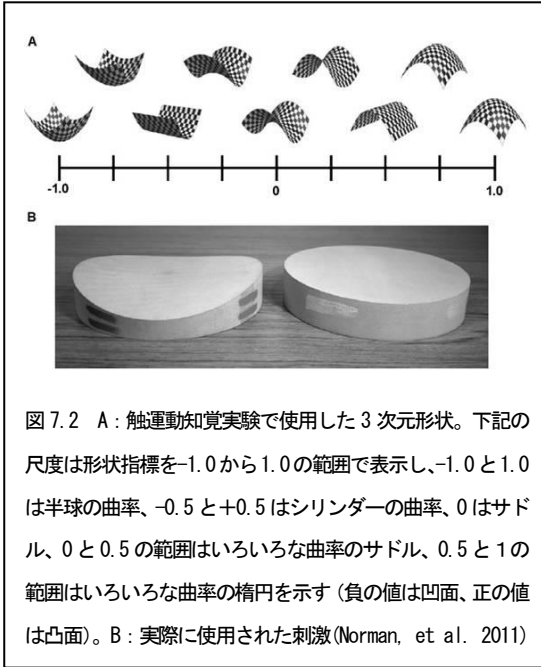 A
-1.0 0 1.0
B
図 7.2 A：触運動知覚実験で使用した 3 次元形状。下記の
尺度は形状指標を-1.0 から 1.0 の範囲で表示し、-1.0 と 1.0
は半球の曲率、-0.5 と＋0.5 はシリンダーの曲率、0 はサド
ル、0 と 0.5 の範囲はいろいろな曲率のサドル、0.5 と１の
範囲はいろいろな曲率の楕円を示す（負の値は凹面、正の値
は凸面）。B：実際に使用された刺激(Norman, et al. 2011)